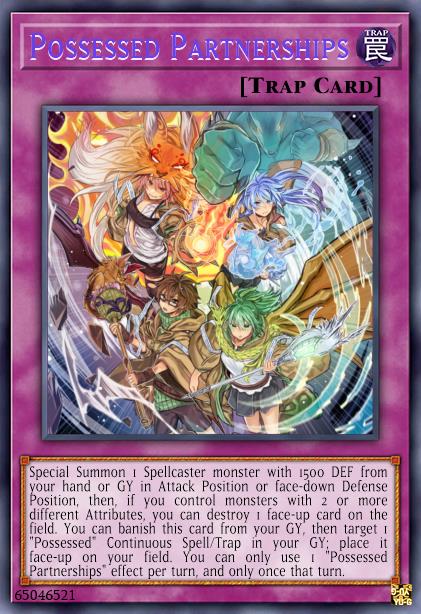 Possessed Partnerships
TRAP
罠
[Trap Card]
Special Summon 1 Spellcaster monster with 1500 DEF from
your hand or GY in Attack Position or face-down Defense
Position, then, if you control monsters with 2 or more
different Attributes, you can destroy 1 face-up card on the
field. You can banish this card from your GY, then target 1
"Possessed" Continuous Spell/Trap in your GY; place it
face-up on your field. You can only use 1 "Possessed
Partnerships" effect per turn, and only once that turn.
65046521